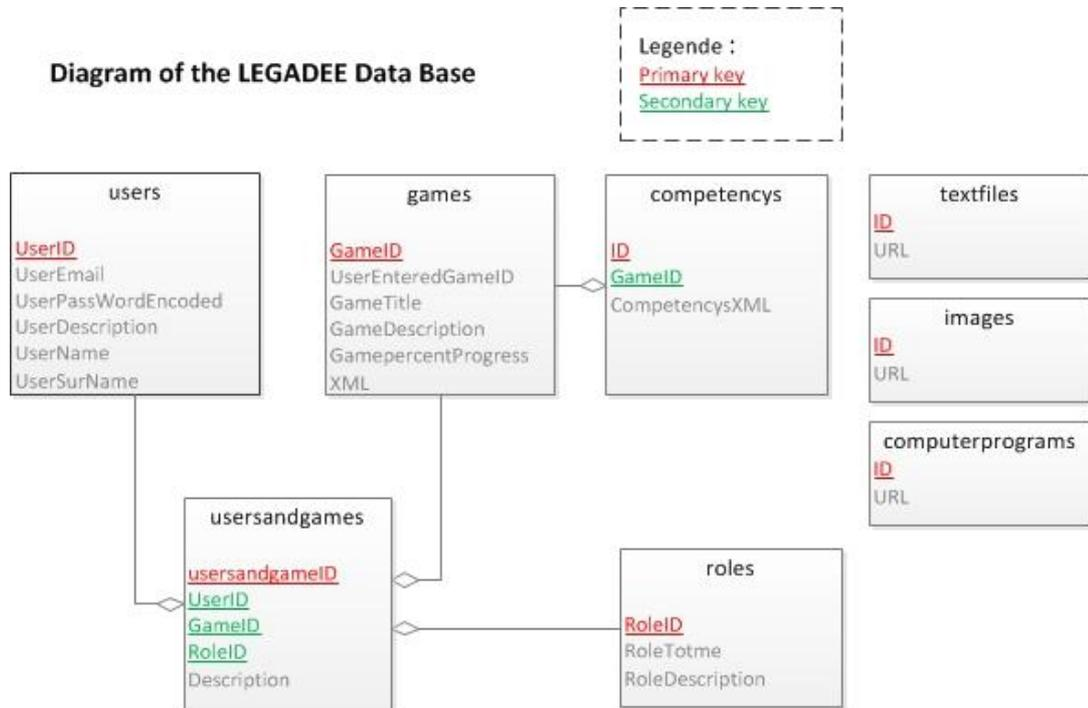 Diagram of the LEGADEE Data Base
Legende :
Primary key
Secondary key
users
UserID
UserEmail
UserPassWordEncoded
UserDescription
UserName
UserSurName
games
GameID
UserEnteredGameID
GameTitle
GameDescription
GamepercentProgress
XML
competencys
ID
GameID
CompetencysXML
textfiles
ID
URL
images
ID
URL
computerprograms
ID
URL
usersandgames
usersandgameID
UserID
GameID
RoleID
Description
roles
RoleID
RoleTotme
RoleDescription